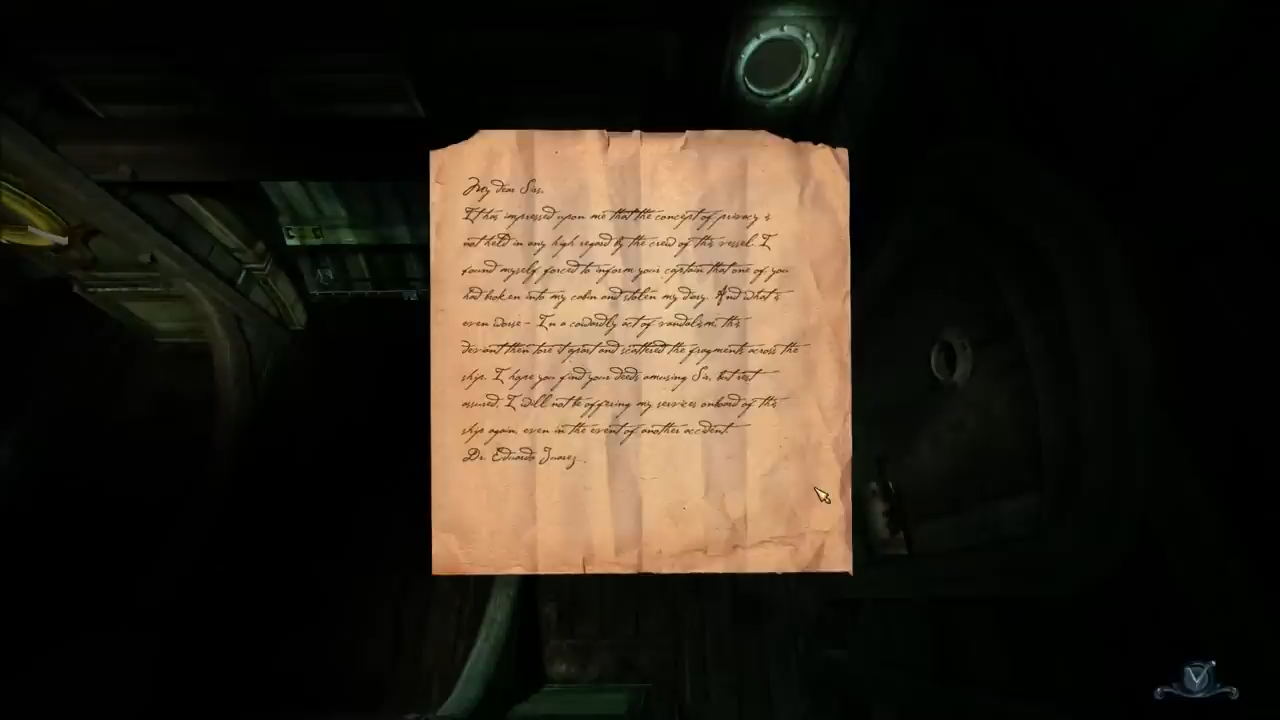 My dear Sirs,
It has impressed upon me that the concept of privacy is
not held in any high regard by the crew of this vessel. I
found myself forced to inform your captain that one of you
had broken into my cabin and stolen my diary. And what is
even worse - In a cowardly act of vandalism, this
deviant then tore it apart and scattered the fragments across the
ship. I hope you find your deeds amusing Sir, but rest
assured, I will not be offering my services onboard of this
ship again, even in the event of another accident.
Dr. Eduardo Juarez.